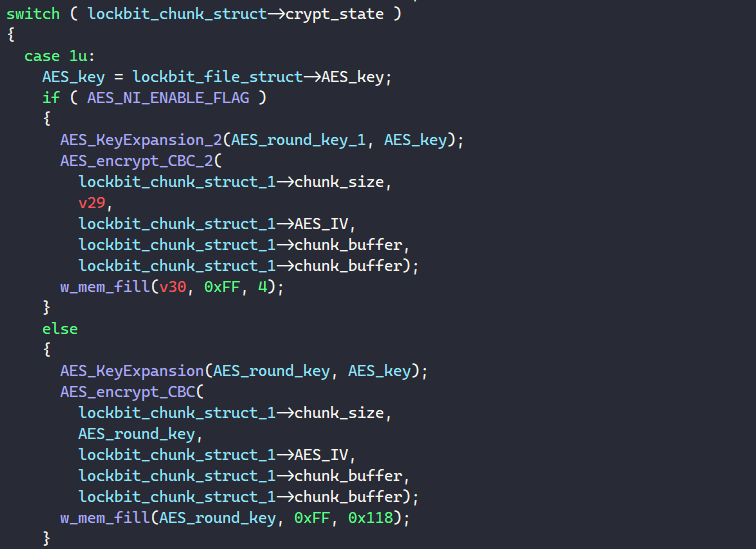 switch ( lockbit_chunk_struct->crypt_state )
{
  case 1u:
    AES_key = lockbit_file_struct->AES_key;
    if ( AES_NI_ENABLE_FLAG )
    {
      AES_KeyExpansion_2(AES_round_key_1, AES_key);
      AES_encrypt_CBC_2(
        lockbit_chunk_struct_1->chunk_size,
        v29,
        lockbit_chunk_struct_1->AES_IV,
        lockbit_chunk_struct_1->chunk_buffer,
        lockbit_chunk_struct_1->chunk_buffer);
      w_mem_fill(v30, 0xFF, 4);
    }
    else
    {
      AES_KeyExpansion(AES_round_key, AES_key);
      AES_encrypt_CBC(
        lockbit_chunk_struct_1->chunk_size,
        AES_round_key,
        lockbit_chunk_struct_1->AES_IV,
        lockbit_chunk_struct_1->chunk_buffer,
        lockbit_chunk_struct_1->chunk_buffer);
      w_mem_fill(AES_round_key, 0xFF, 0x118);
    }